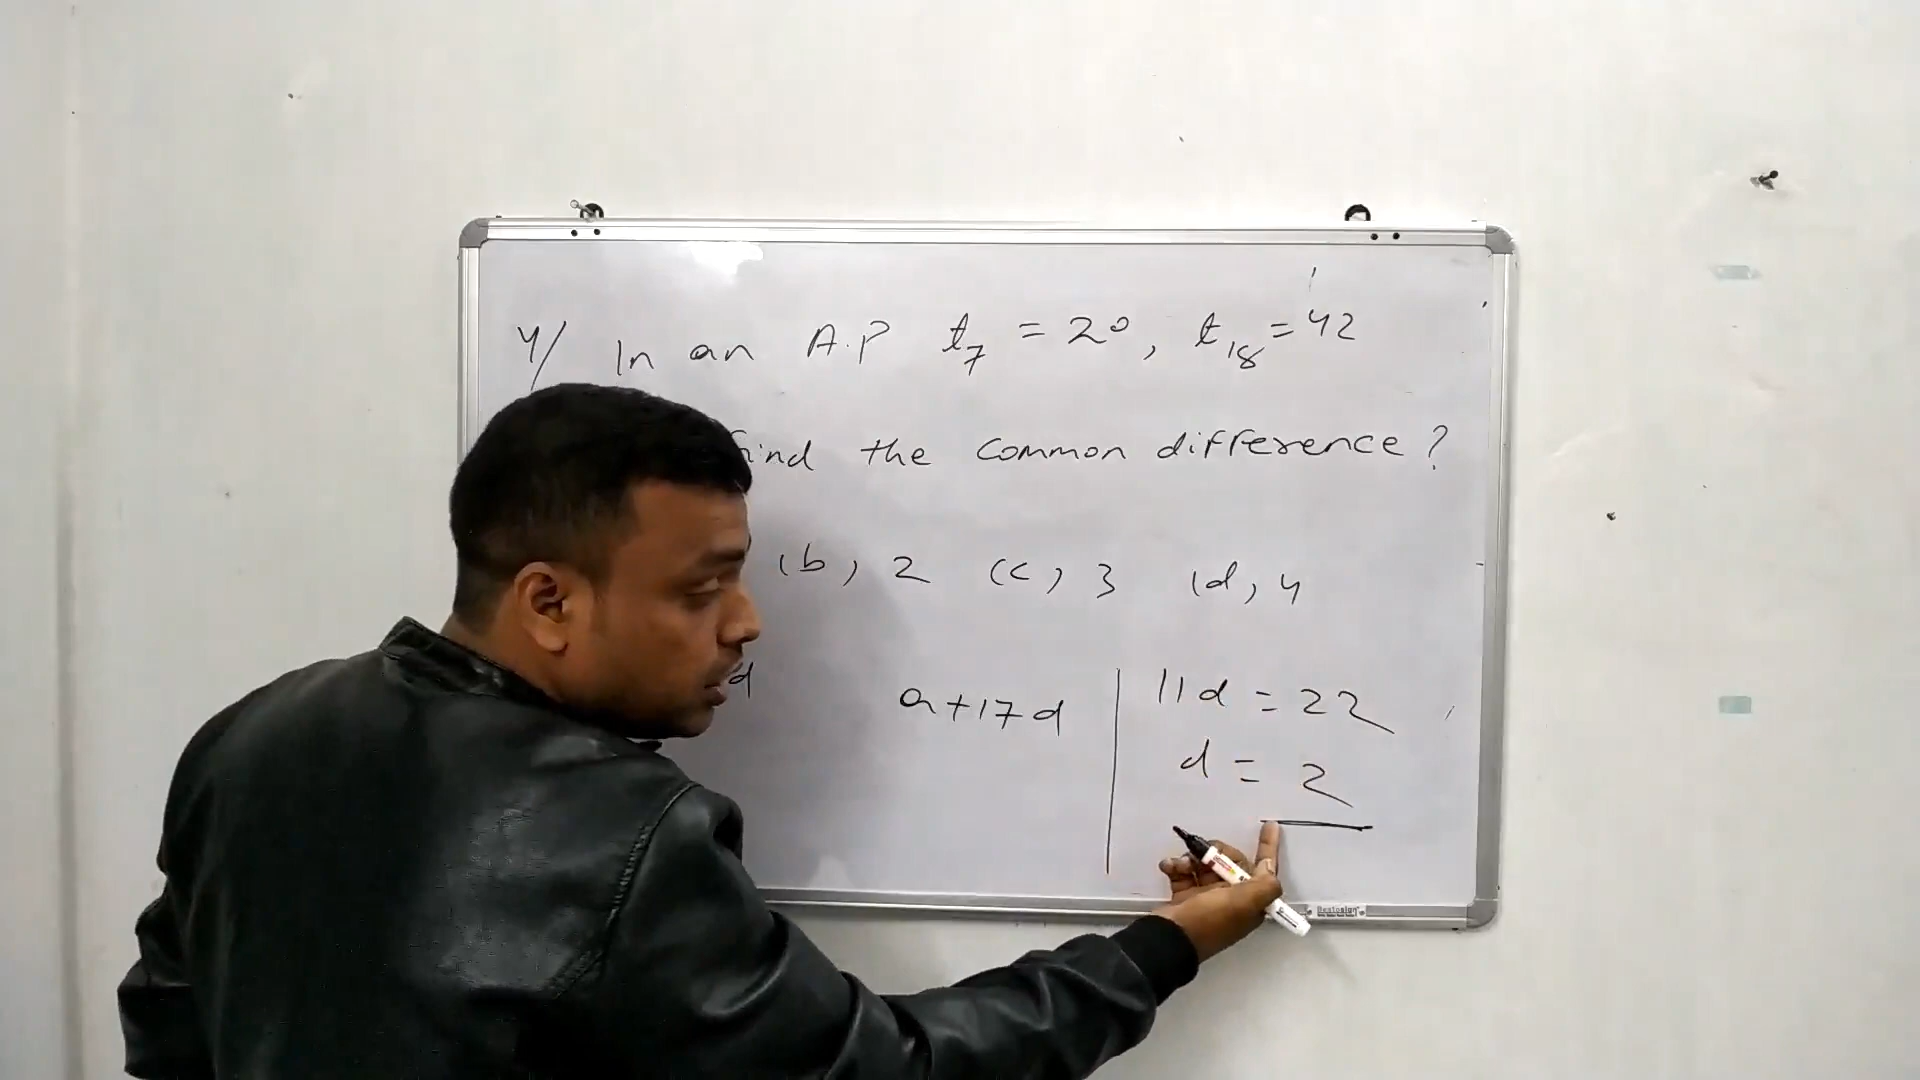 4/ In an A.P t7 = 20, t18 = 42
find the common difference?
(b) 2 (c) 3 (d) 4
d a+17d 11d = 22
d = 2